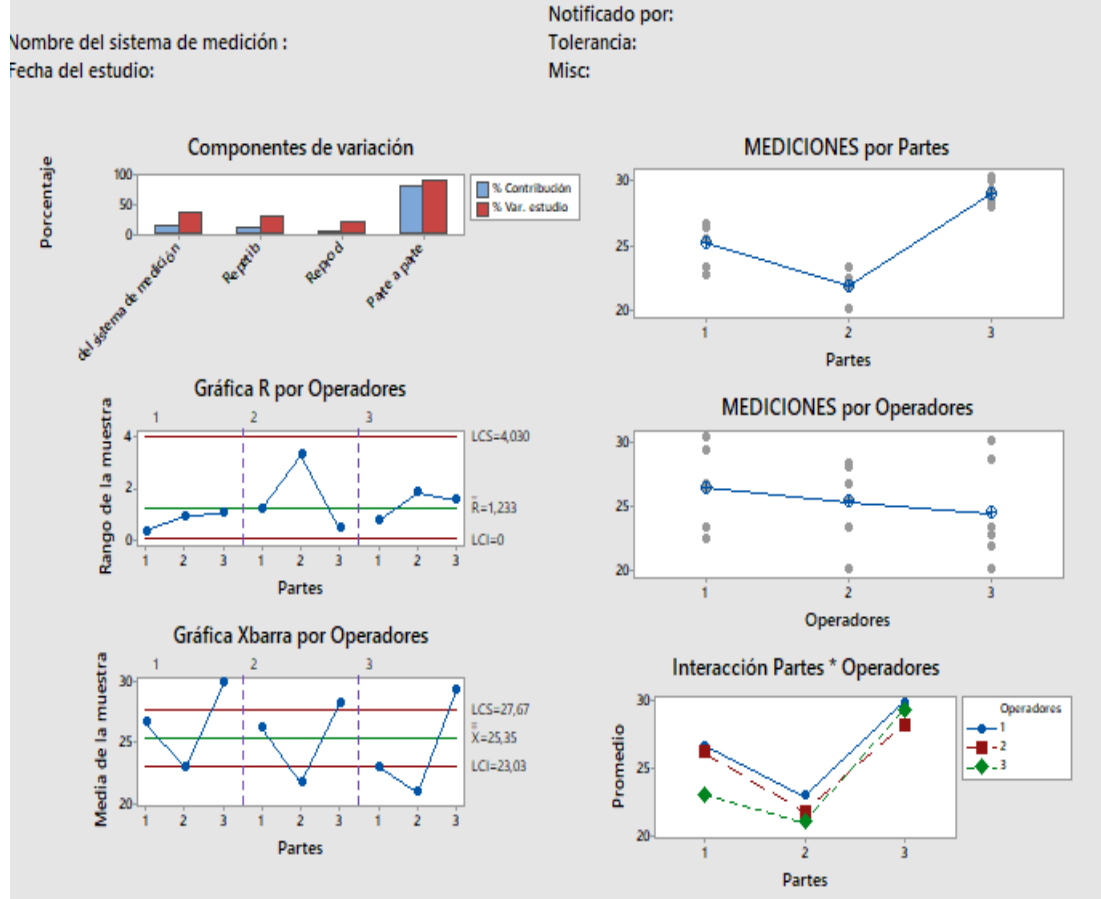 Notificado por:
Nombre del sistema de medición :
Tolerancia:
Fecha del estudio:
Misc:
Componentes de variación
Porcentaje
100
50
0
% Contribución
% Var. estudio
del sistema de medición
Repetib
Reprod
Parte a parte
MEDICIONES por Partes
30
25
20
1 2 3
Partes
Gráfica R por Operadores
1 2 3
Rango de la muestra
4
2
0
LCS=4,030
R=1,233
LCI=0
1 2 3 1 2 3 1 2 3
Partes
MEDICIONES por Operadores
30
25
20
1 2 3
Operadores
Gráfica Xbarra por Operadores
1 2 3
Media de la muestra
30
25
20
LCS=27,67
X=25,35
LCI=23,03
1 2 3 1 2 3 1 2 3
Partes
Interacción Partes * Operadores
Promedio
30
25
20
Operadores
1
2
3
1 2 3
Partes